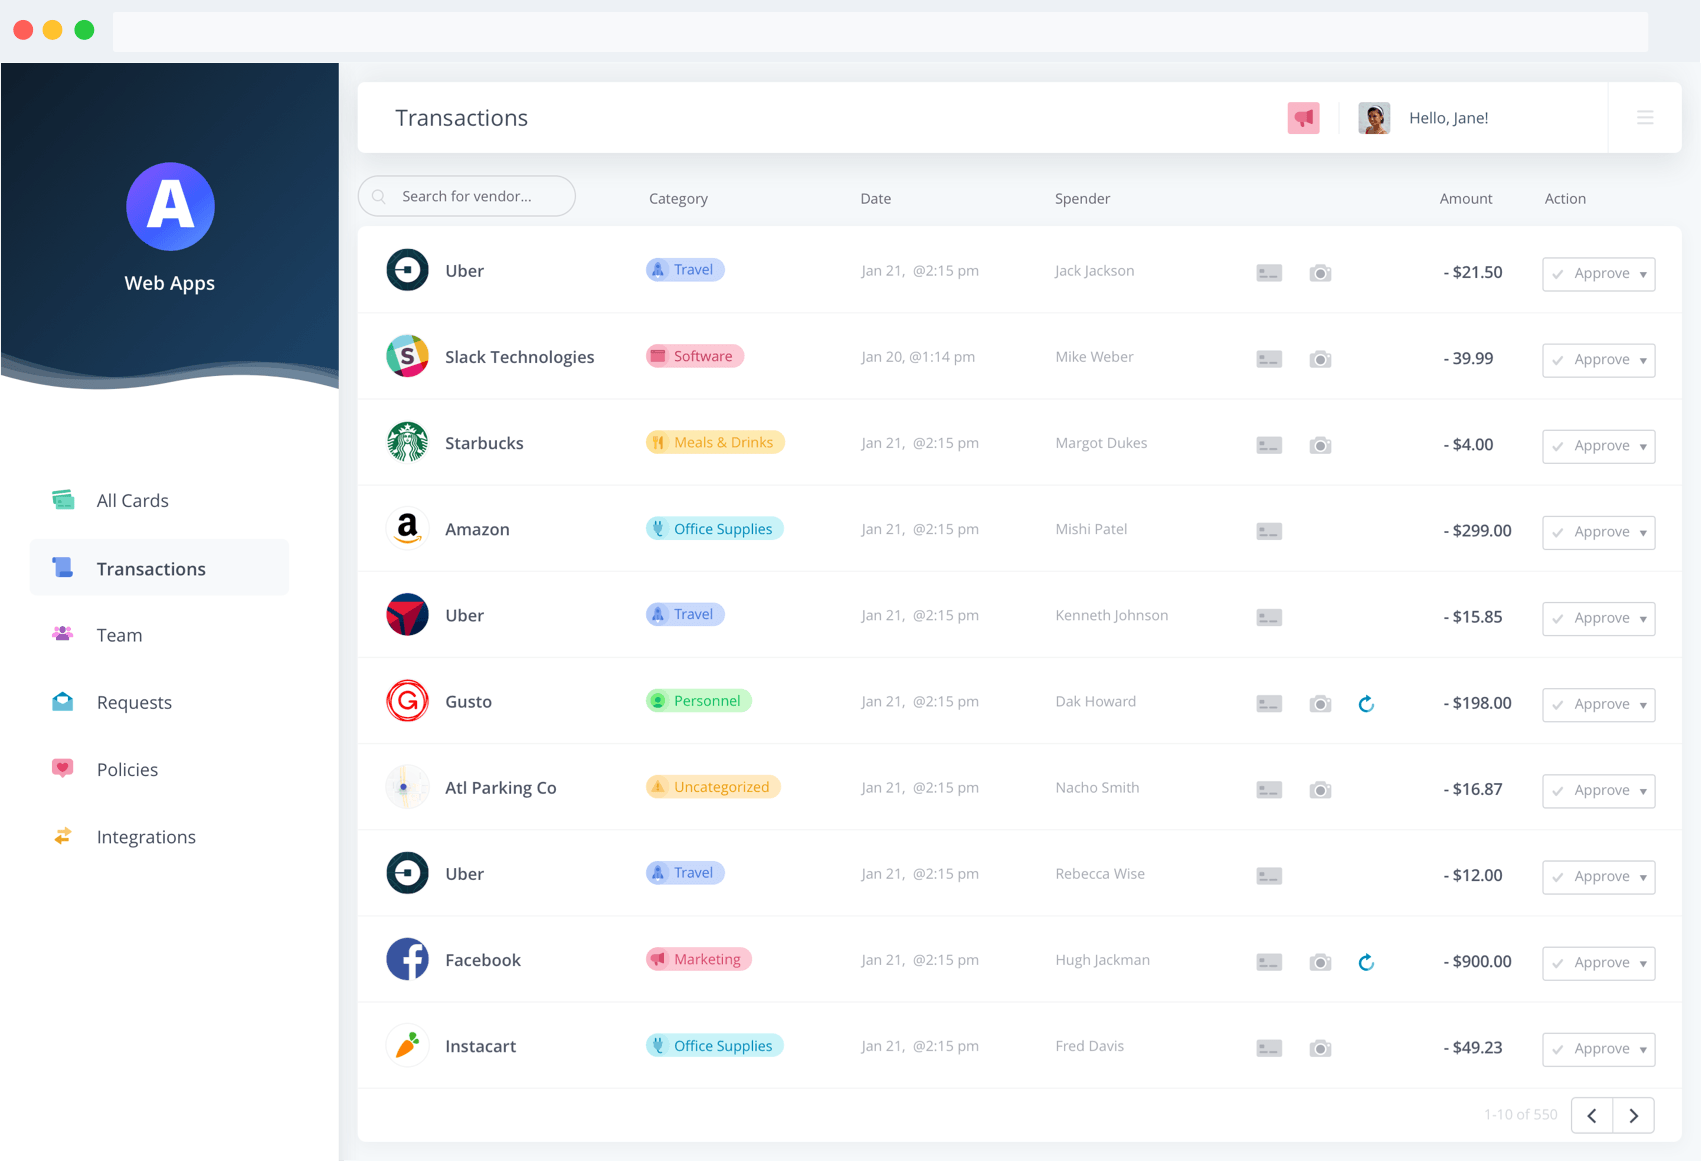 Transactions
Hello, Jane!
A
Web Apps
All Cards
Transactions
Team
Requests
Policies
Integrations
Search for vendor... Category Date Spender Amount Action
Uber Travel Jan 21, @2:15 pm Jack Jackson - $21.50 Approve
S Slack Technologies Software Jan 20, @1:14 pm Mike Weber - 39.99 Approve
Starbucks Meals & Drinks Jan 21, @2:15 pm Margot Dukes - $4.00 Approve
a Amazon Office Supplies Jan 21, @2:15 pm Mishi Patel - $299.00 Approve
Uber Travel Jan 21, @2:15 pm Kenneth Johnson - $15.85 Approve
G Gusto Personnel Jan 21, @2:15 pm Dak Howard - $198.00 Approve
Atl Parking Co Uncategorized Jan 21, @2:15 pm Nacho Smith - $16.87 Approve
Uber Travel Jan 21, @2:15 pm Rebecca Wise - $12.00 Approve
f Facebook Marketing Jan 21, @2:15 pm Hugh Jackman - $900.00 Approve
Instacart Office Supplies Jan 21, @2:15 pm Fred Davis - $49.23 Approve
1-10 of 550